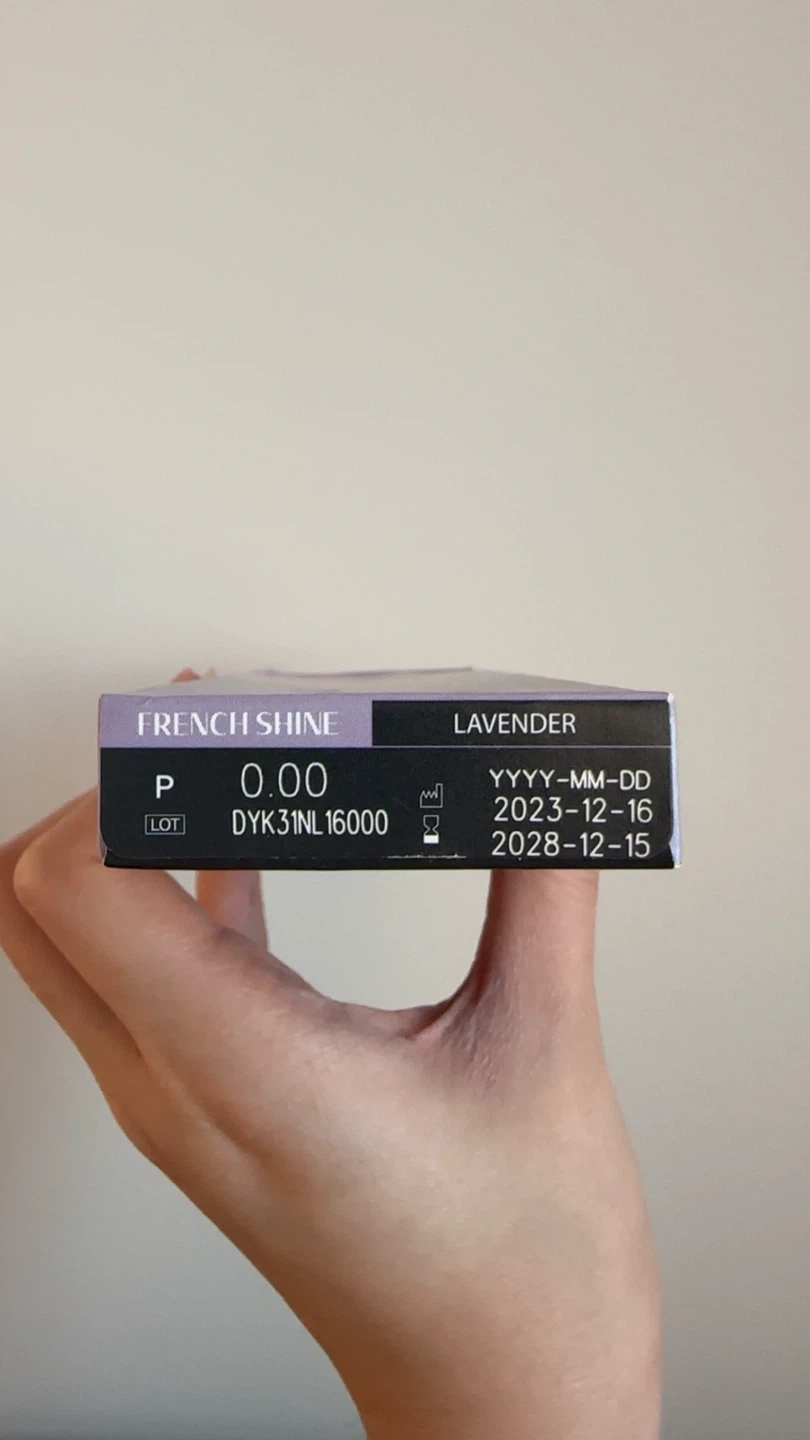 FRENCH SHINE LAVENDER
P 0.00 YYYY-MM-DD
LOT DYK31NL16000 2023-12-16
2028-12-15